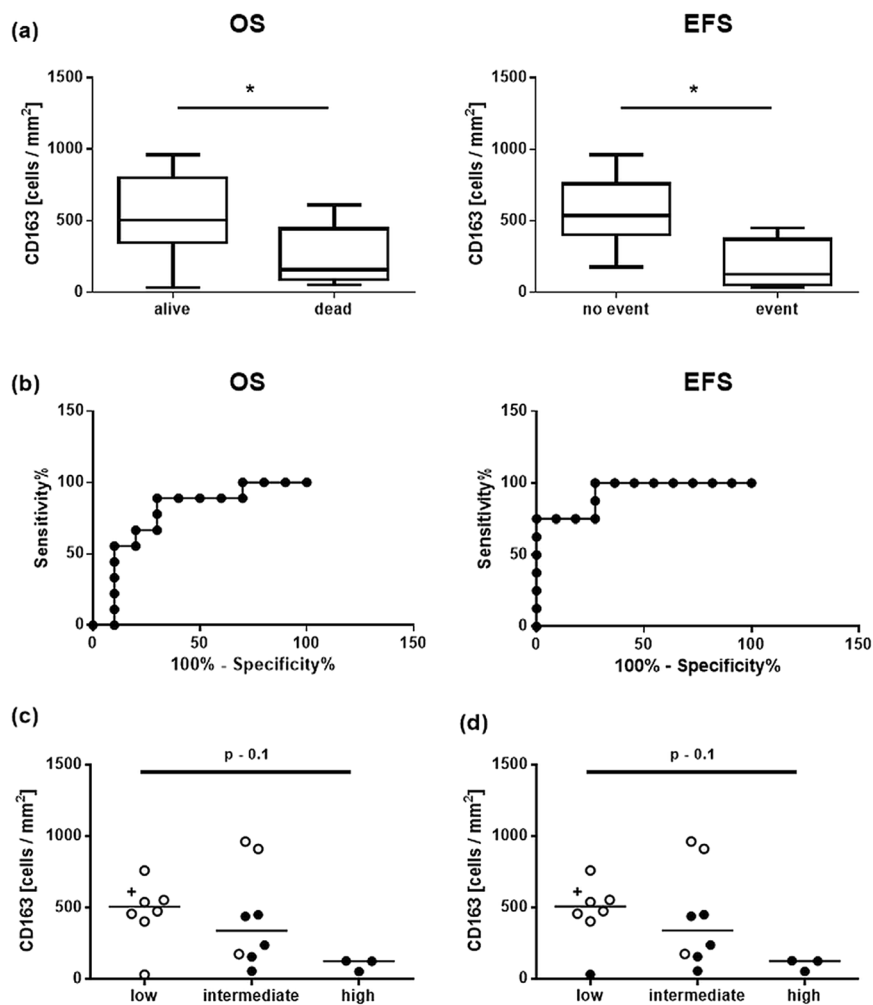 (a)
OS
EFS
CD163 [cells / mm²]
1500
1000
500
0
*
alive
dead
CD163 [cells / mm²]
1500
1000
500
0
*
no event
event
(b)
OS
EFS
Sensitivity%
150
100
50
0
0
50
100
150
100% - Specificity%
Sensitivity%
150
100
50
0
0
50
100
150
100% - Specificity%
(c)
CD163 [cells / mm²]
1500
1000
500
0
p - 0.1
+
low
intermediate
high
(d)
CD163 [cells / mm²]
1500
1000
500
0
p - 0.1
+
low
intermediate
high